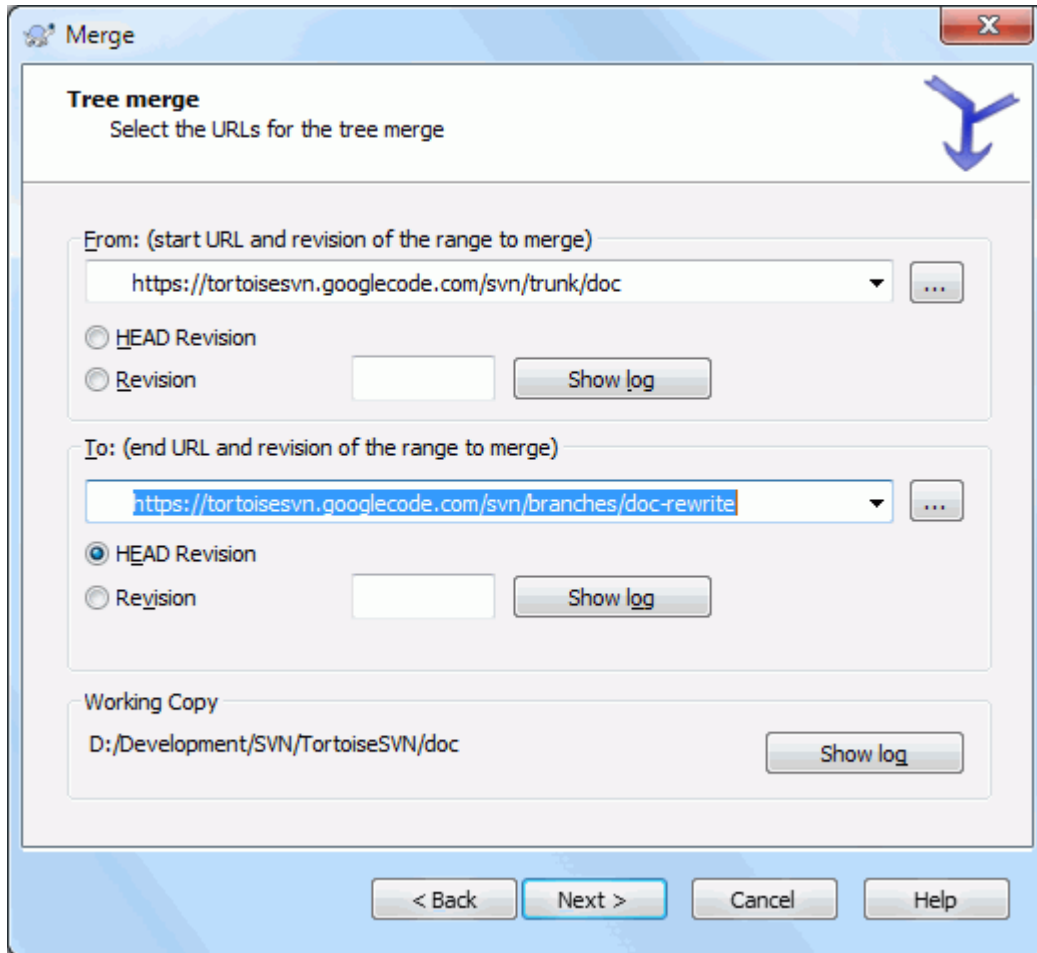 Merge
Tree merge
Select the URLs for the tree merge
From: (start URL and revision of the range to merge)
https://tortoisesvn.googlecode.com/svn/trunk/doc
...
HEAD Revision
Revision
Show log
To: (end URL and revision of the range to merge)
https://tortoisesvn.googlecode.com/svn/branches/doc-rewrite
...
HEAD Revision
Revision
Show log
Working Copy
D:/Development/SVN/TortoiseSVN/doc
Show log
< Back
Next >
Cancel
Help